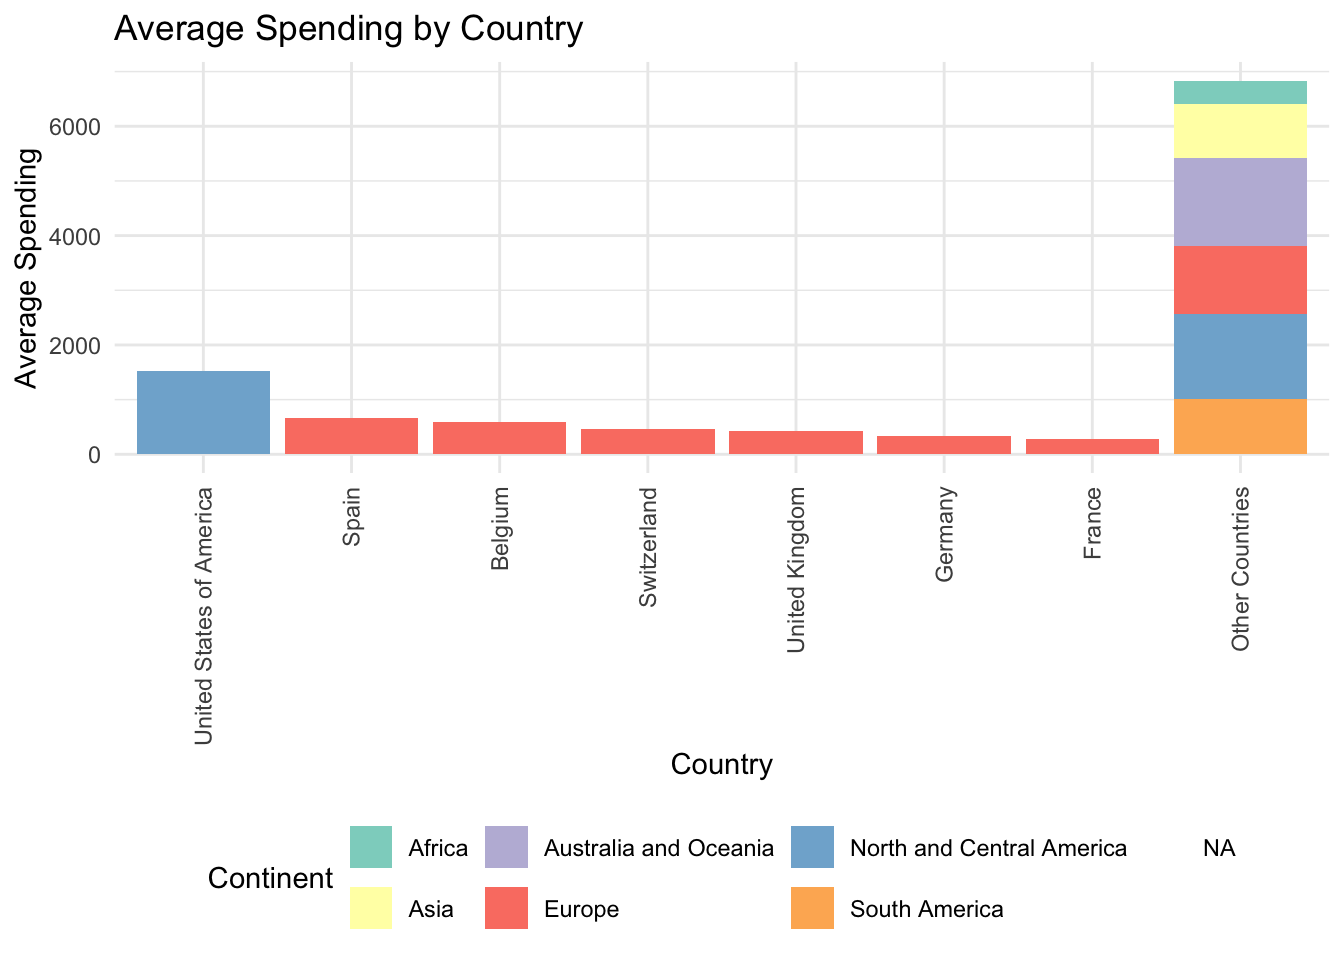 Average Spending by Country
Average Spending
6000
4000
2000
0
United States of America
Spain
Belgium
Switzerland
United Kingdom
Germany
France
Other Countries
Country
Continent
Africa
Australia and Oceania
North and Central America
NA
Asia
Europe
South America